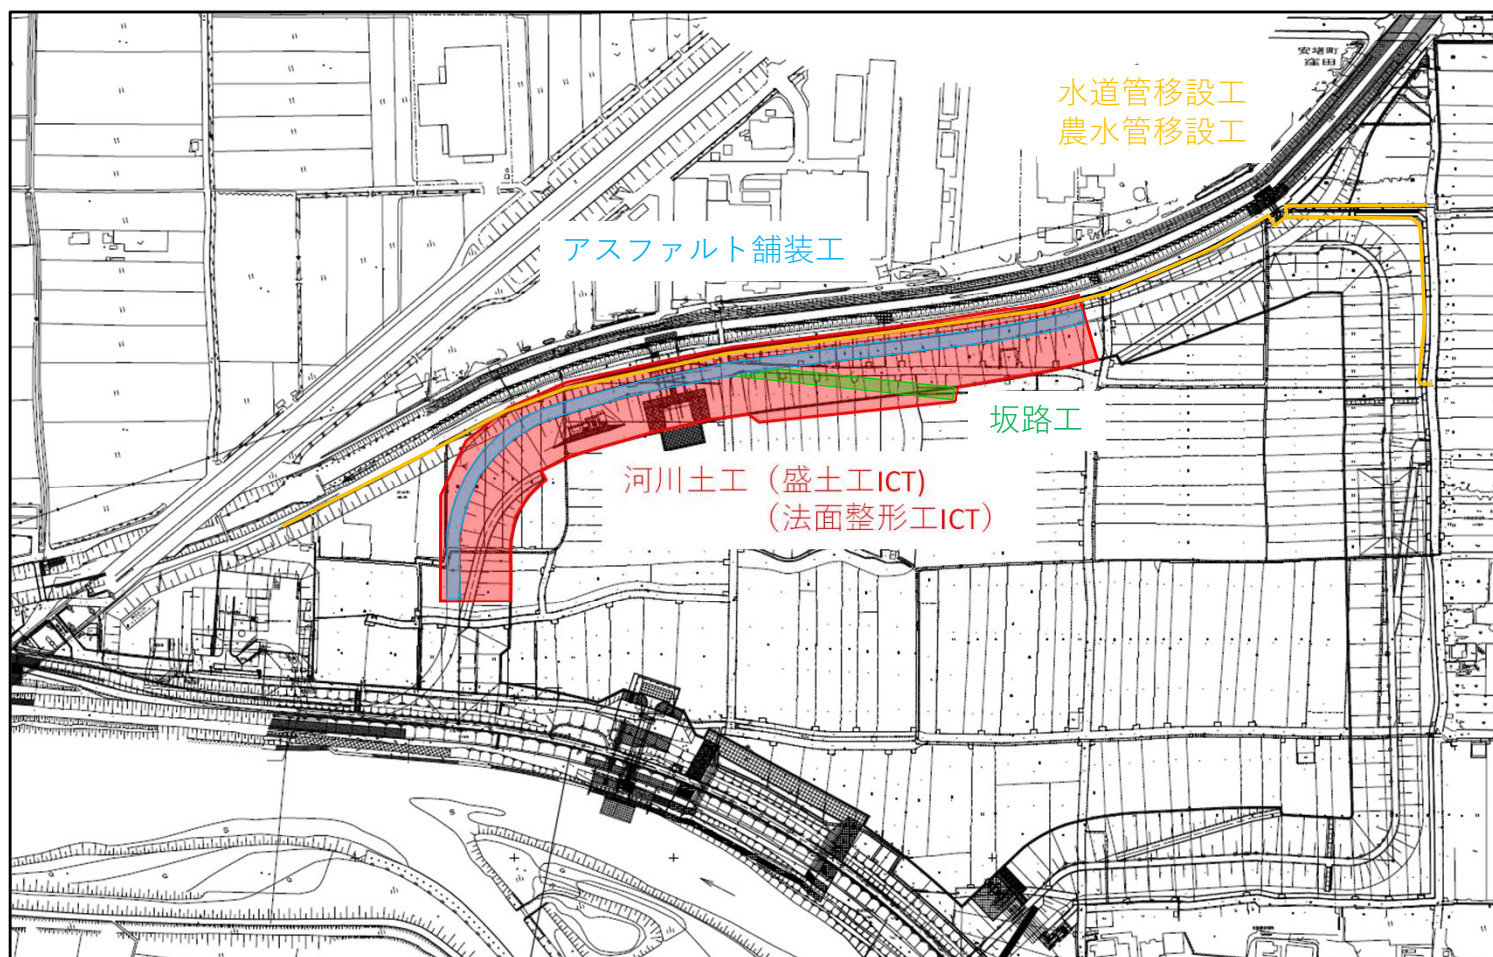 安堵町
窪田
水道管移設工
農水管移設工
アスファルト舗装工
坂路工
河川土工（盛土工ICT)
（法面整形工ICT）